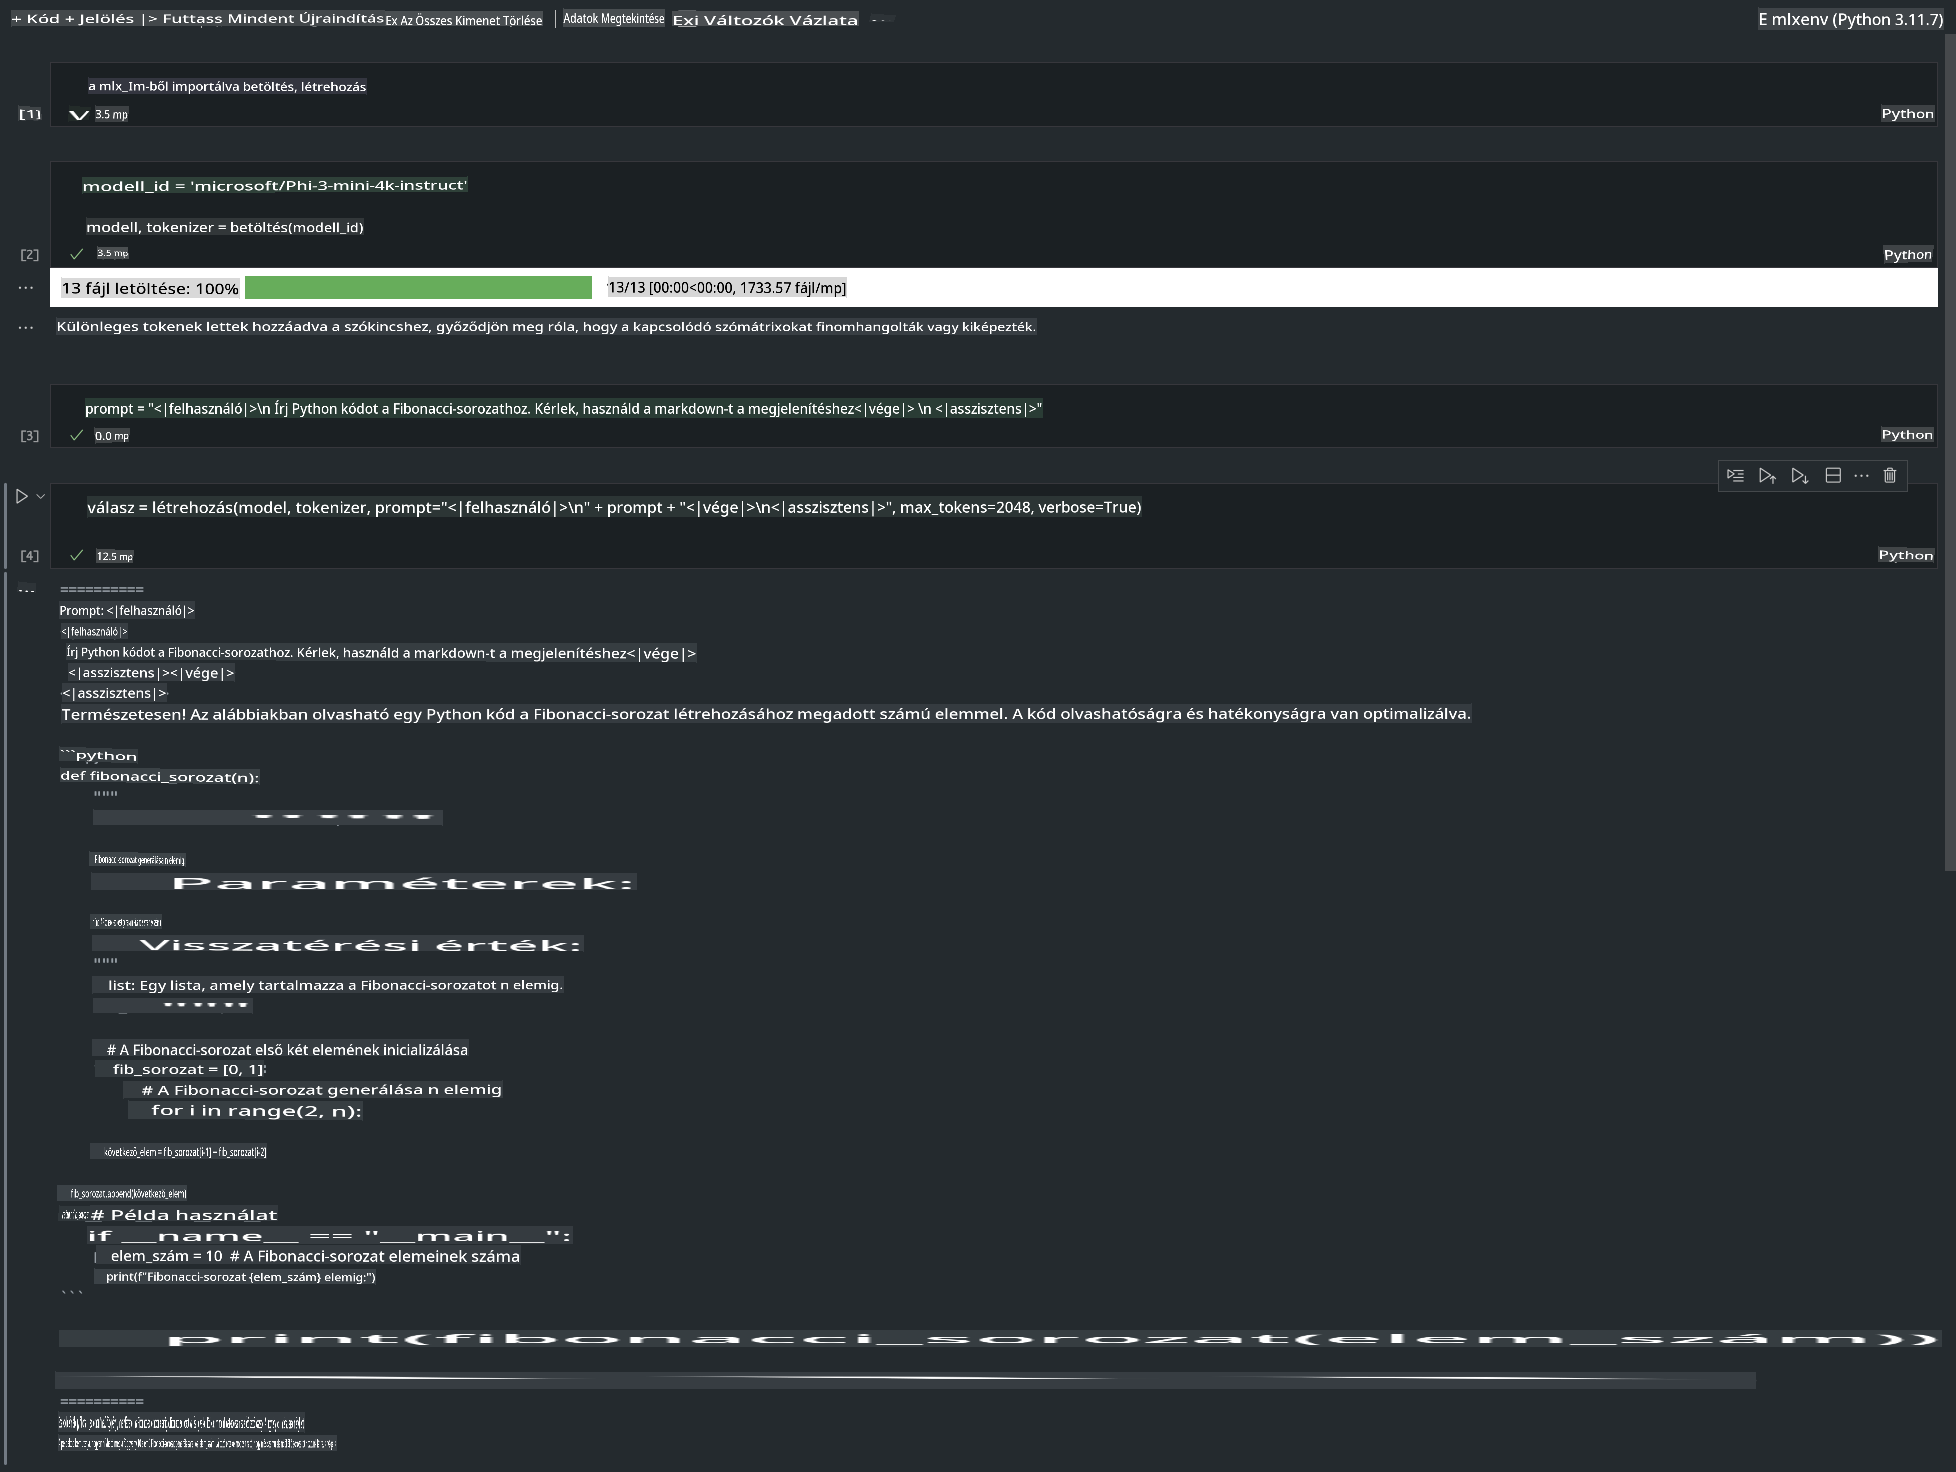 + Kód + Jelölés |> Futtass Mindent Újraindítás Ex Az Összes Kimenet Törlése | Adatok Megtekintése Exi Változók Vázlata
E mlxenv (Python 3.11.7)
a mlx_Im-ből importálva betöltés, létrehozás
[1] 3.5 mp Python
modell_id = 'microsoft/Phi-3-mini-4k-instruct'
modell, tokenizer = betöltés(modell_id)
[2] 3.5 mp Python
13 fájl letöltése: 100% 13/13 [00:00<00:00, 1733.57 fájl/mp]
Különleges tokenek lettek hozzáadva a szókincshez, győződjön meg róla, hogy a kapcsolódó szómátrixokat finomhangolták vagy kiképezték.
prompt = "<|felhasználó|>\n Írj Python kódot a Fibonacci-sorozathoz. Kérlek, használd a markdown-t a megjelenítéshez<|vége|> \n <|asszisztens|>"
[3] 0.0 mp Python
válasz = létrehozás(model, tokenizer, prompt="<|felhasználó|>\n" + prompt + "<|vége|>\n<|asszisztens|>", max_tokens=2048, verbose=True)
[4] 12.5 mp Python
==========
Prompt: <|felhasználó|>
<|felhasználó|>
Írj Python kódot a Fibonacci-sorozathoz. Kérlek, használd a markdown-t a megjelenítéshez<|vége|>
<|asszisztens|><|vége|>
<|asszisztens|>
Természetesen! Az alábbiakban olvasható egy Python kód a Fibonacci-sorozat létrehozásához megadott számú elemmel. A kód olvashatóságra és hatékonyságra van optimalizálva.
```python
def fibonacci_sorozat(n):
"""
Fibonacci-sorozat generálása n elemig.
Paraméterek:
Visszatérési érték:
"""
list: Egy lista, amely tartalmazza a Fibonacci-sorozatot n elemig.
# A Fibonacci-sorozat első két elemének inicializálása
fib_sorozat = [0, 1]
# A Fibonacci-sorozat generálása n elemig
for i in range(2, n):
következő_elem = fib_sorozat[i-1] + fib_sorozat[i-2]
fib_sorozat.append(következő_elem)
# Példa használat
if __name__ == "__main__":
elem_szám = 10 # A Fibonacci-sorozat elemeinek száma
print(f"Fibonacci-sorozat {elem_szám} elemig:")
```
print(fibonacci_sorozat(elem_szám))
==========